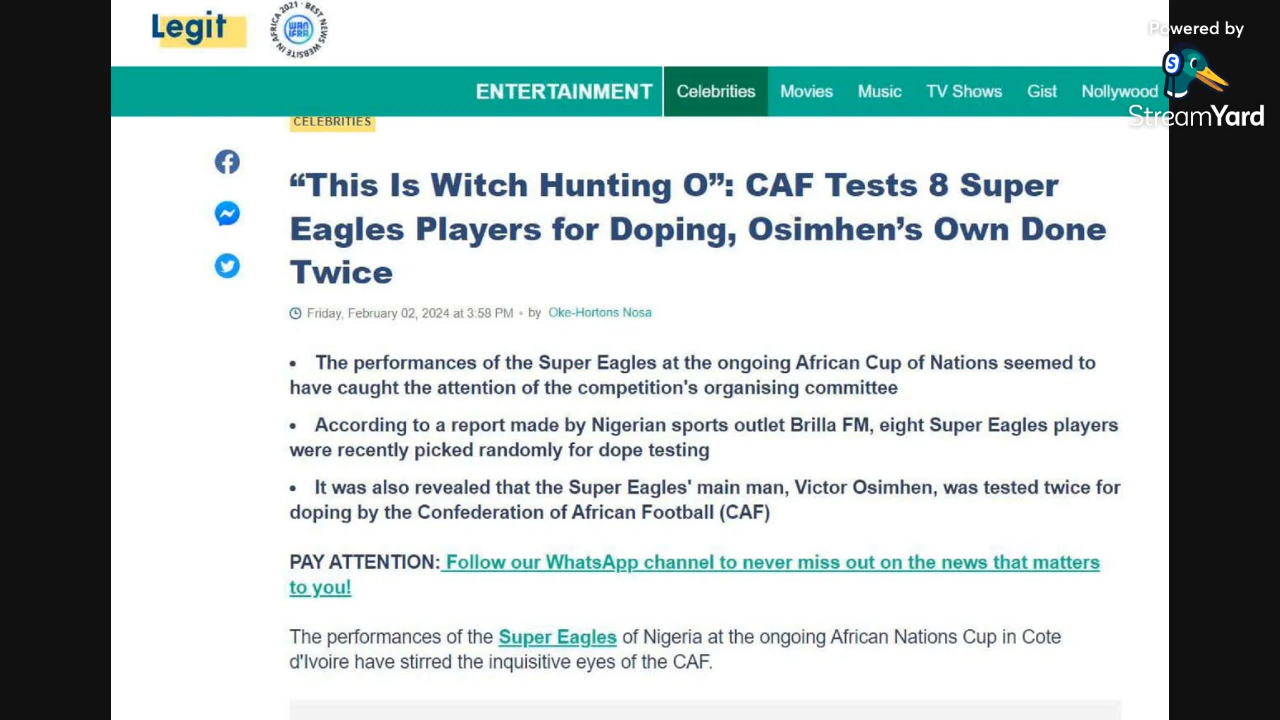 Legit
2021 · BEST NEWS WEBSITE IN AFRICA
WAN
IFRA
Powered by
S
StreamYard
ENTERTAINMENT Celebrities Movies Music TV Shows Gist Nollywood
CELEBRITIES
“This Is Witch Hunting O”: CAF Tests 8 Super
Eagles Players for Doping, Osimhen’s Own Done
Twice
Friday, February 02, 2024 at 3:58 PM • by Oke-Hortons Nosa
• The performances of the Super Eagles at the ongoing African Cup of Nations seemed to
have caught the attention of the competition's organising committee
• According to a report made by Nigerian sports outlet Brilla FM, eight Super Eagles players
were recently picked randomly for dope testing
• It was also revealed that the Super Eagles' main man, Victor Osimhen, was tested twice for
doping by the Confederation of African Football (CAF)
PAY ATTENTION: Follow our WhatsApp channel to never miss out on the news that matters
to you!
The performances of the Super Eagles of Nigeria at the ongoing African Nations Cup in Cote
d'Ivoire have stirred the inquisitive eyes of the CAF.